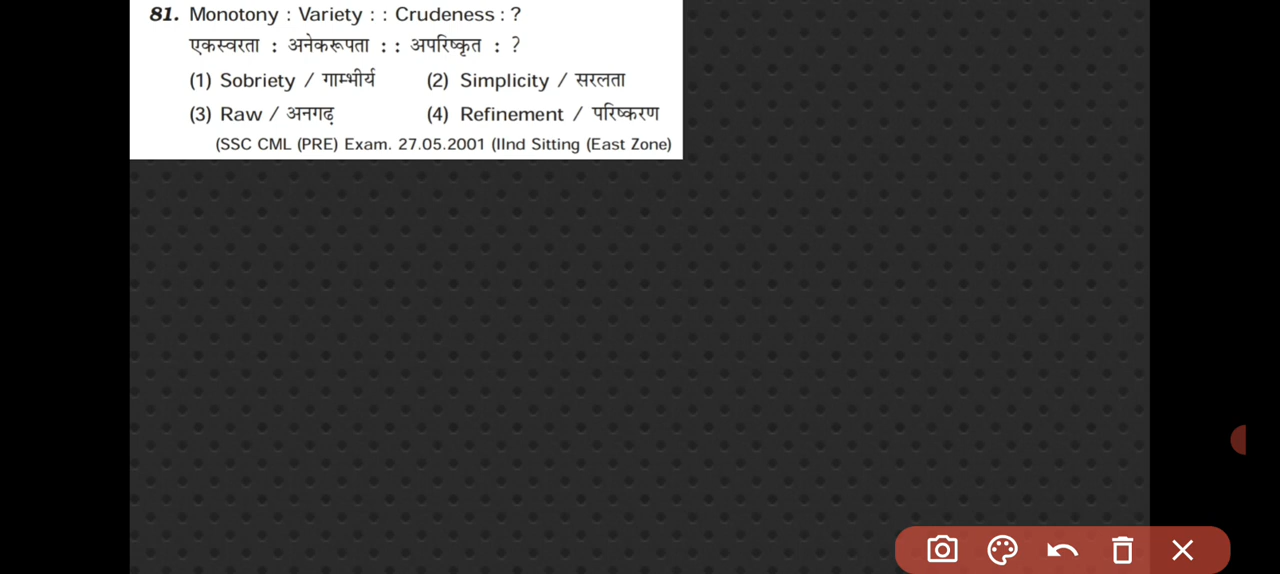 81. Monotony : Variety : : Crudeness : ?
एकस्वरता : अनेकरूपता : : अपरिष्कृत : ?
(1) Sobriety / गाम्भीर्य (2) Simplicity / सरलता
(3) Raw / अनगढ़ (4) Refinement / परिष्करण
(SSC CML (PRE) Exam. 27.05.2001 (IInd Sitting (East Zone)